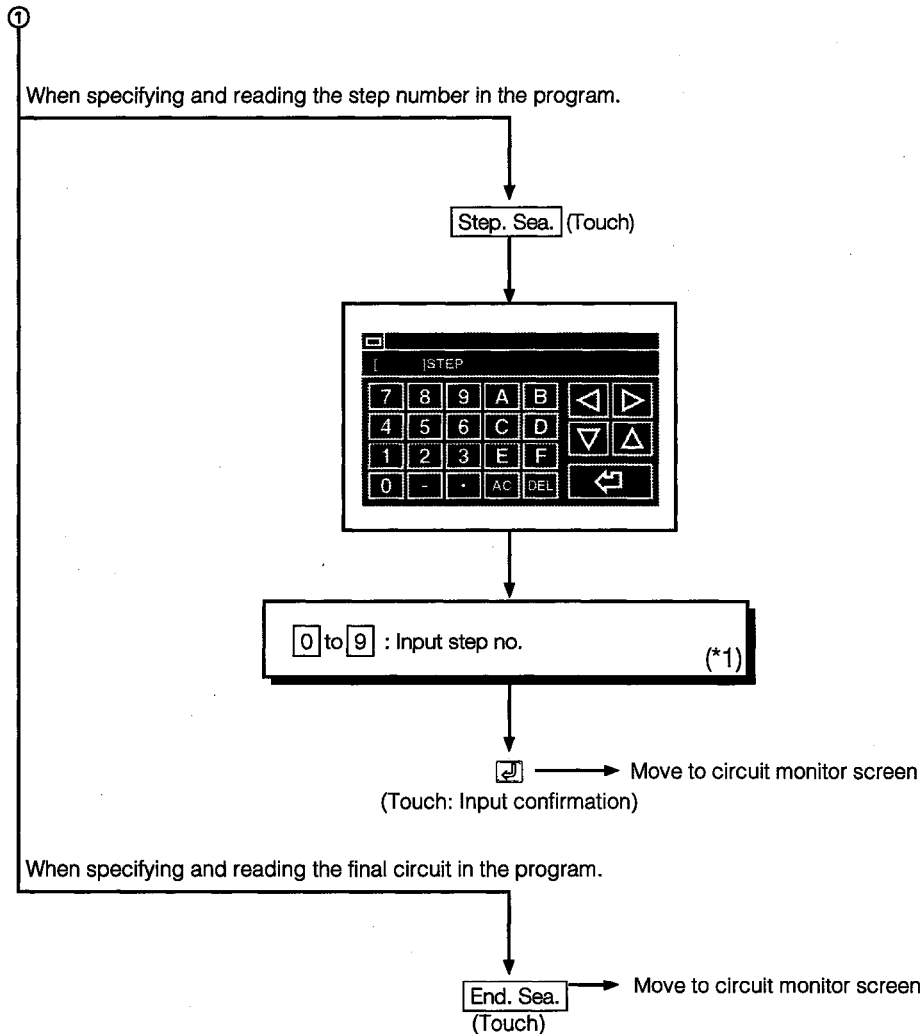 ①
When specifying and reading the step number in the program.
Step. Sea. (Touch)
[ ]STEP
7 8 9 A B
4 5 6 C D
1 2 3 E F
0 - · AC DEL
0 to 9 : Input step no.
(*1)
Move to circuit monitor screen
(Touch: Input confirmation)
When specifying and reading the final circuit in the program.
End. Sea. Move to circuit monitor screen
(Touch)